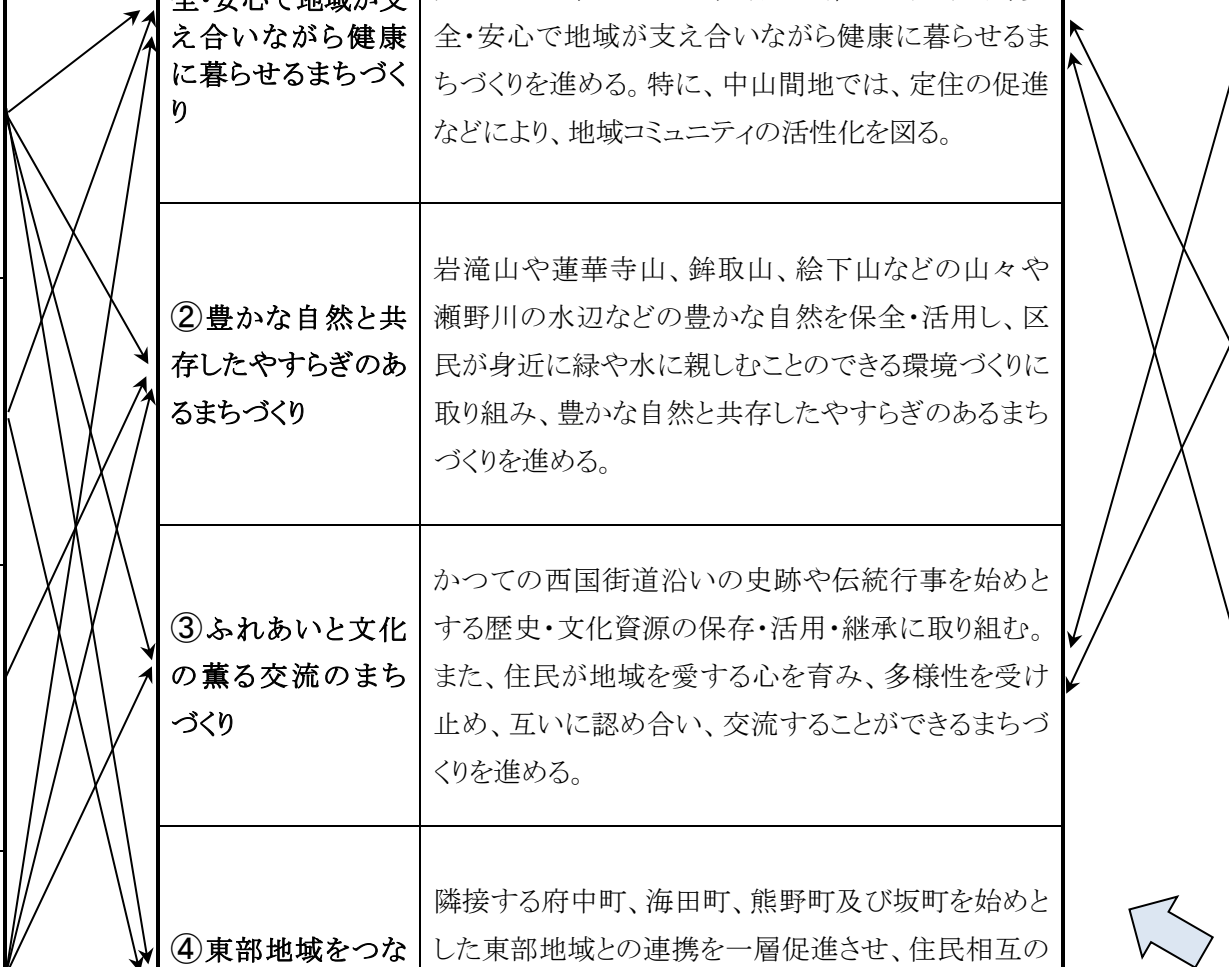 全・安心で地域が支
え合いながら健康
に暮らせるまちづく
り
全・安心で地域が支え合いながら健康に暮らせるま
ちづくりを進める。特に、中山間地では、定住の促進
などにより、地域コミュニティの活性化を図る。
②豊かな自然と共
存したやすらぎのあ
るまちづくり
岩滝山や蓮華寺山、鉾取山、絵下山などの山々や
瀬野川の水辺などの豊かな自然を保全・活用し、区
民が身近に緑や水に親しむことのできる環境づくりに
取り組み、豊かな自然と共存したやすらぎのあるまち
づくりを進める。
③ふれあいと文化
の薫る交流のまち
づくり
かつての西国街道沿いの史跡や伝統行事を始めと
する歴史・文化資源の保存・活用・継承に取り組む。
また、住民が地域を愛する心を育み、多様性を受け
止め、互いに認め合い、交流することができるまちづ
くりを進める。
④東部地域をつな
隣接する府中町、海田町、熊野町及び坂町を始めと
した東部地域との連携を一層促進させ、住民相互の